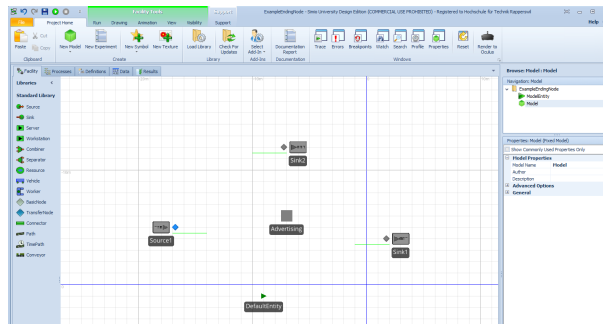 Facility Tools
Support
ExampleEndingNode - Simio University Design Edition (COMMERCIAL USE PROHIBITED) - Registered to Hochschule für Technik Rapperswil
File
Project Home
Run
Drawing
Animation
View
Visibility
Support
Help
Paste
Cut
Copy
New Model
New Experiment
New Symbol
New Texture
Load Library
Check For Updates
Select Add-In
Documentation Report
Trace
Errors
Breakpoints
Watch
Search
Profile
Properties
Reset
Render to Oculus
Clipboard
Create
Library
Add-Ins
Documentation
Windows
Facility
Processes
Definitions
Data
Results
Browse: Model : Model
Libraries
Navigation: Model
Standard Library
ExampleEndingNode
ModelEntity
Model
Source
Sink
Server
Workstation
Combiner
Separator
Resource
Vehicle
Worker
BasicNode
TransferNode
Connector
Path
TimePath
Conveyor
Sink2
Advertising
Source1
Sink1
DefaultEntity
Properties: Model (Fixed Model)
Show Commonly Used Properties Only
Model Properties
Model Name
Model
Author
Description
Advanced Options
General